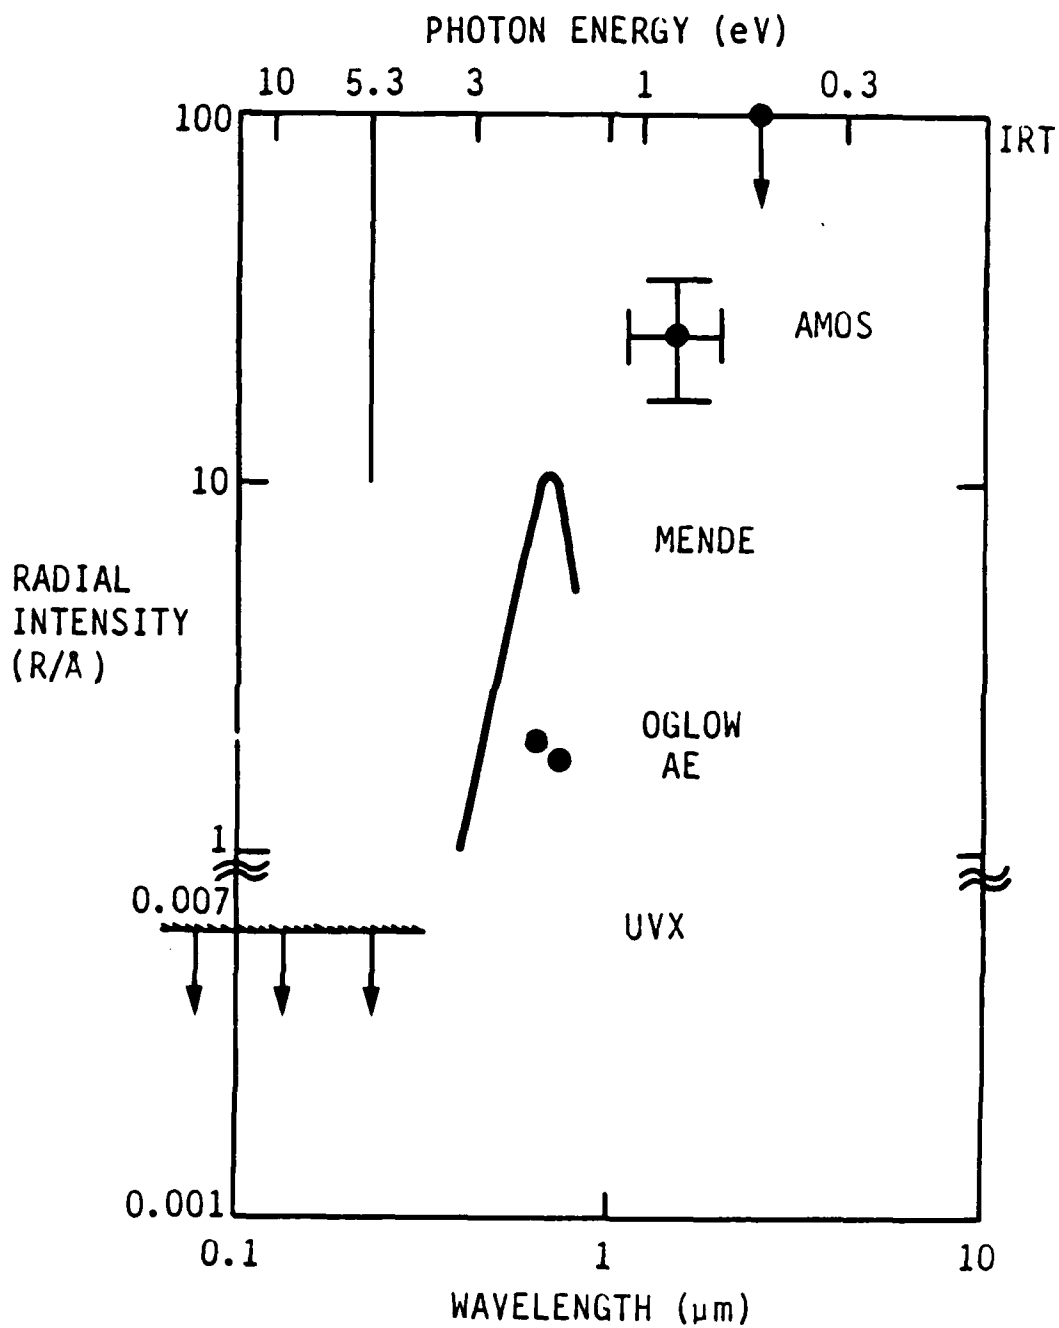 PHOTON ENERGY (eV)
10 5.3 3 1 0.3
100
IRT
AMOS
10
MENDE
RADIAL
INTENSITY
(R/Å)
OGLOW
AE
1
0.007
UVX
0.001
0.1 1 10
WAVELENGTH (μm)